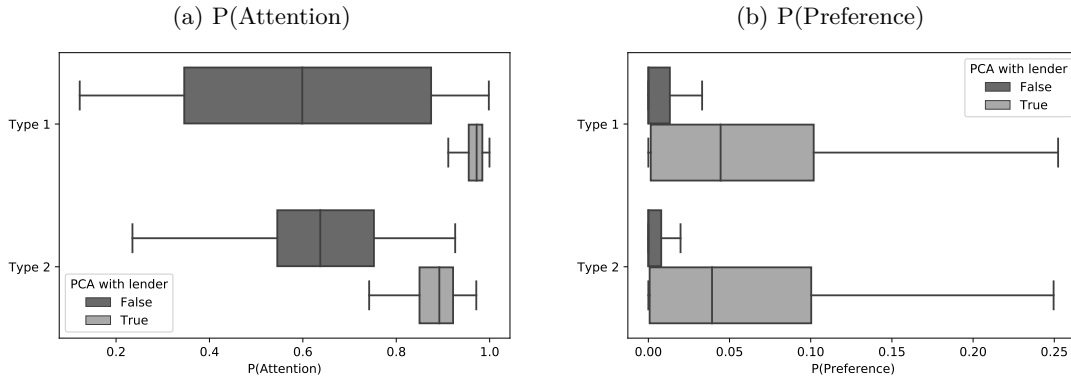 (a) P(Attention)
Type 1
Type 2
PCA with lender
False
True
0.2 0.4 0.6 0.8 1.0
P(Attention)
(b) P(Preference)
PCA with lender
False
True
Type 1
Type 2
0.00 0.05 0.10 0.15 0.20 0.25
P(Preference)